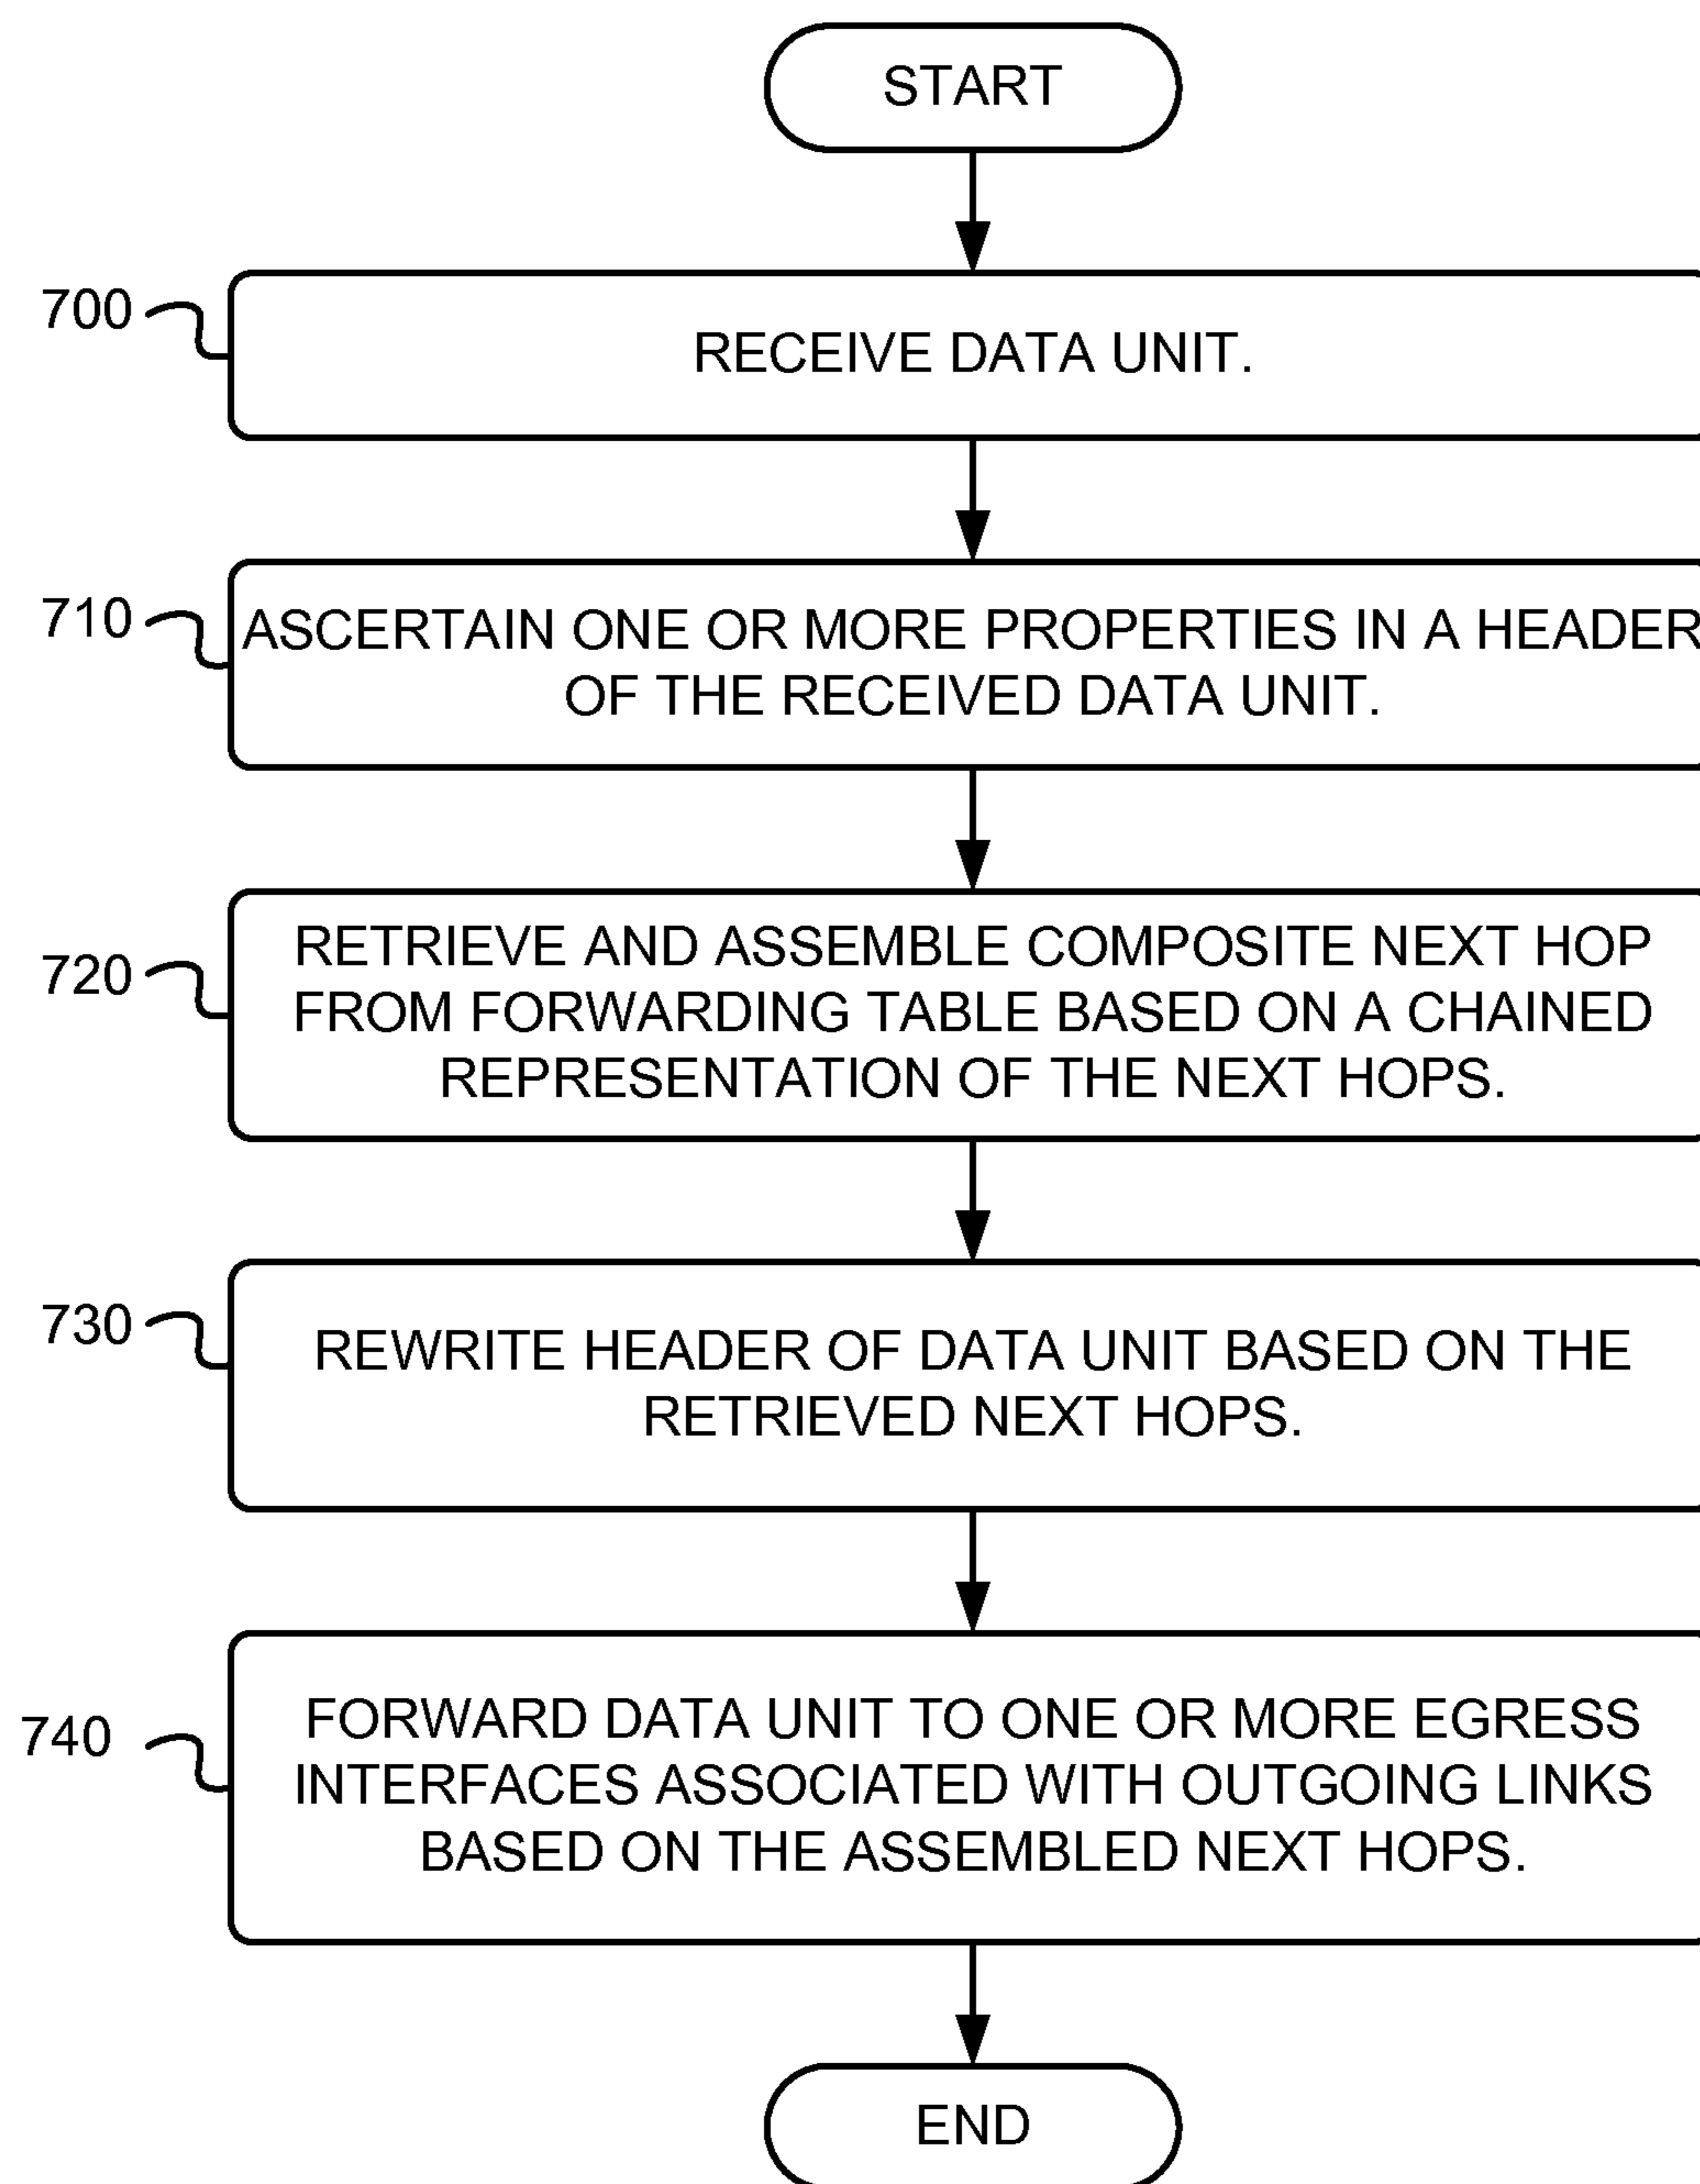 START
700
RECEIVE DATA UNIT.
710
ASCERTAIN ONE OR MORE PROPERTIES IN A HEADER
OF THE RECEIVED DATA UNIT.
720
RETRIEVE AND ASSEMBLE COMPOSITE NEXT HOP
FROM FORWARDING TABLE BASED ON A CHAINED
REPRESENTATION OF THE NEXT HOPS.
730
REWRITE HEADER OF DATA UNIT BASED ON THE
RETRIEVED NEXT HOPS.
740
FORWARD DATA UNIT TO ONE OR MORE EGRESS
INTERFACES ASSOCIATED WITH OUTGOING LINKS
BASED ON THE ASSEMBLED NEXT HOPS.
END